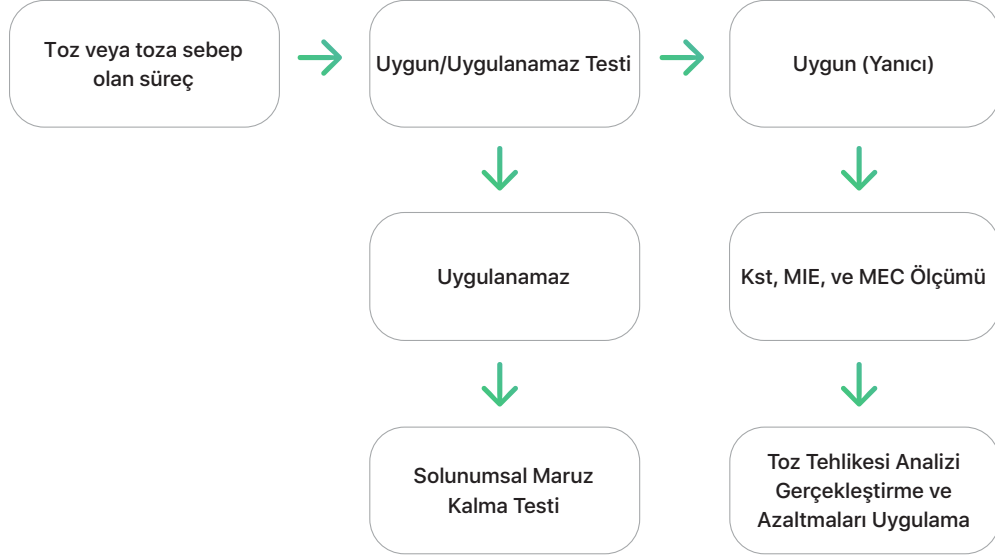 Toz veya toza sebep
olan süreç
Uygun/Uygulanamaz Testi
Uygun (Yanıcı)
Uygulanamaz
Kst, MIE, ve MEC Ölçümü
Solunumsal Maruz
Kalma Testi
Toz Tehlikesi Analizi
Gerçekleştirme ve
Azaltmaları Uygulama